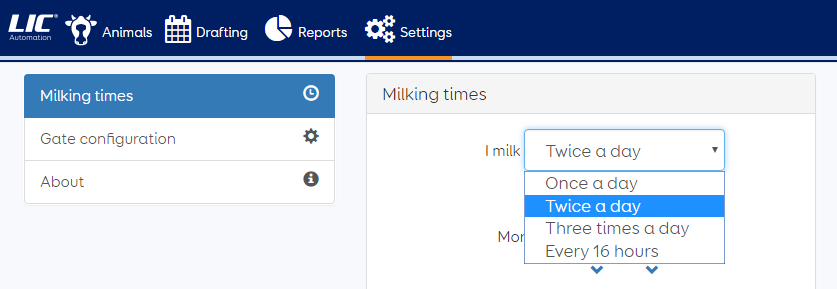 LIC®
Automation
Animals
Drafting
Reports
Settings
Milking times
Gate configuration
About
Milking times
I milk Twice a day
Once a day
Twice a day
Three times a day
Every 16 hours